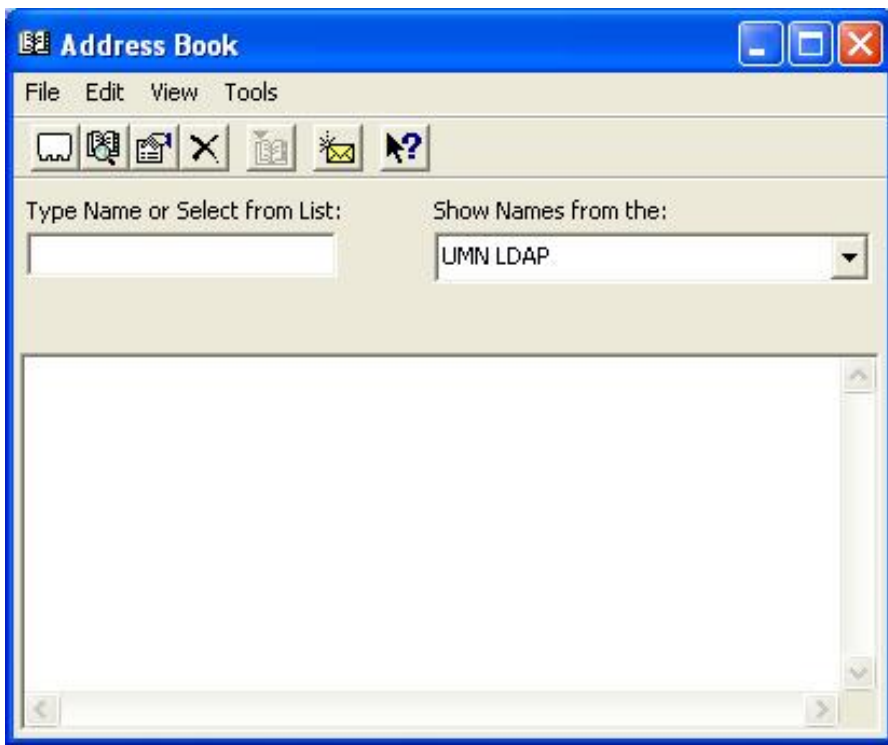 Address Book
File Edit View Tools
Type Name or Select from List: Show Names from the:
UMN LDAP